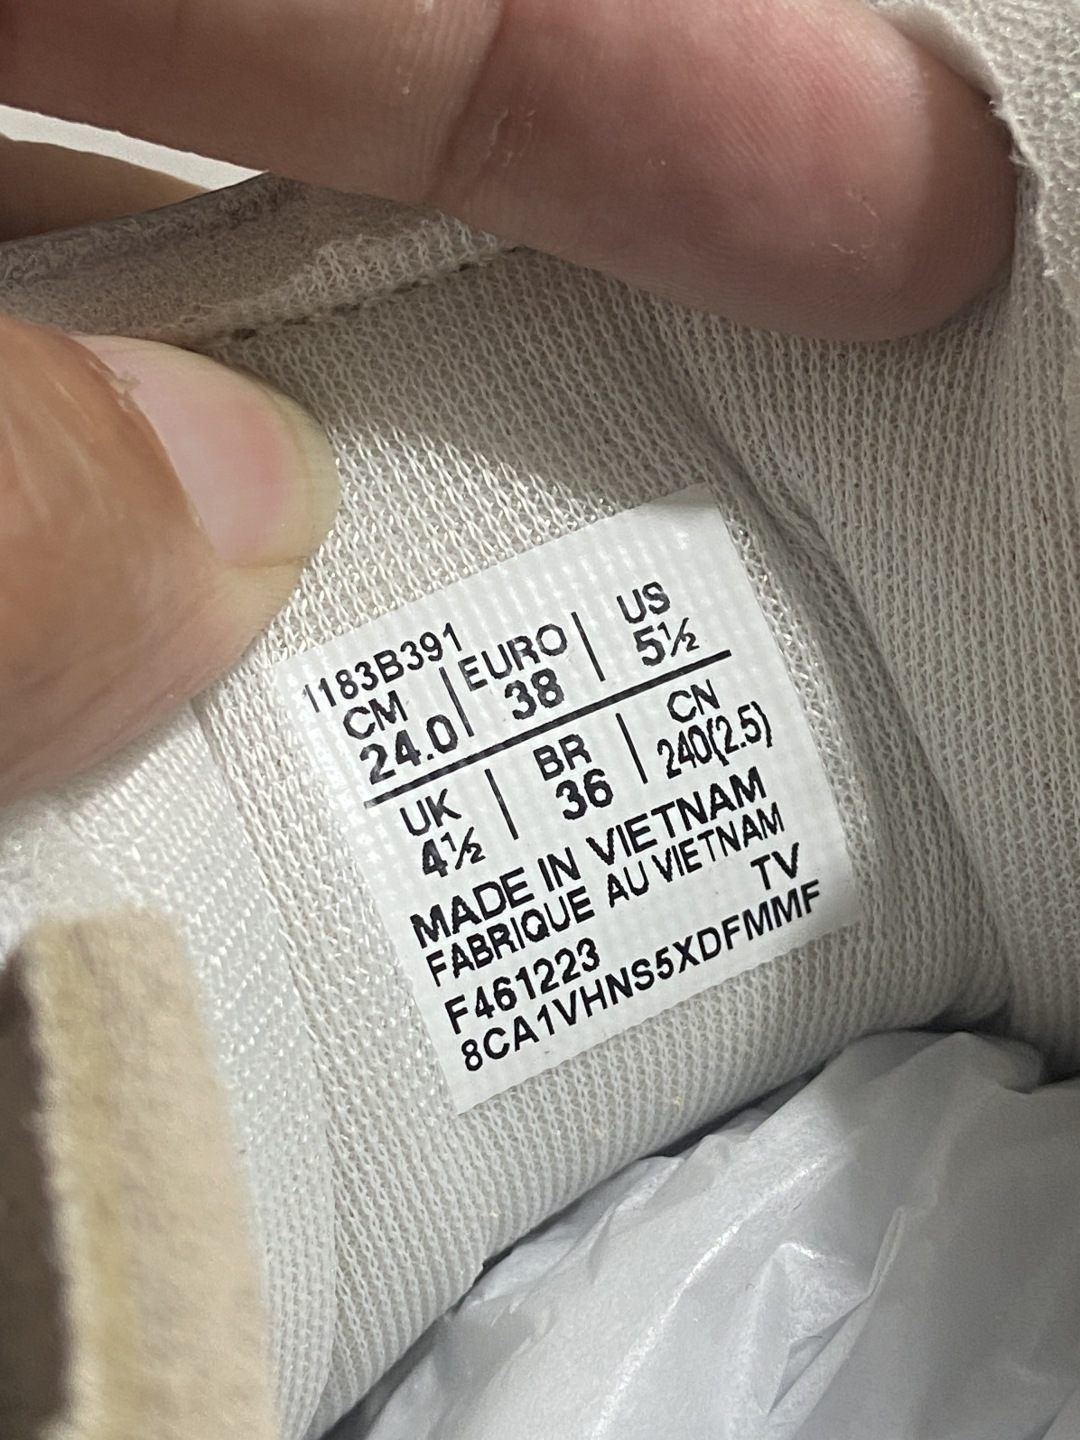 1183B391
CM | EURO | US
24.0 | 38 | 5½
UK | BR | CN
4½ | 36 | 240(2.5)
MADE IN VIETNAM
FABRIQUE AU VIETNAM
TV
F461223
8CA1VHNS5XDFMMF